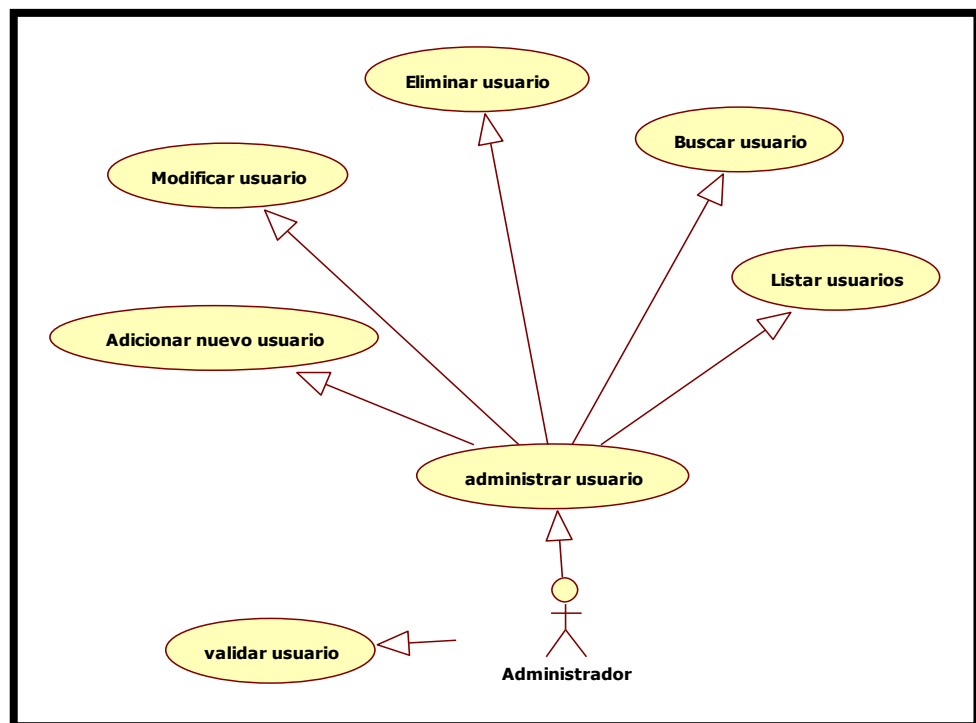 Eliminar usuario
Buscar usuario
Modificar usuario
Listar usuarios
Adicionar nuevo usuario
administrar usuario
validar usuario
Administrador